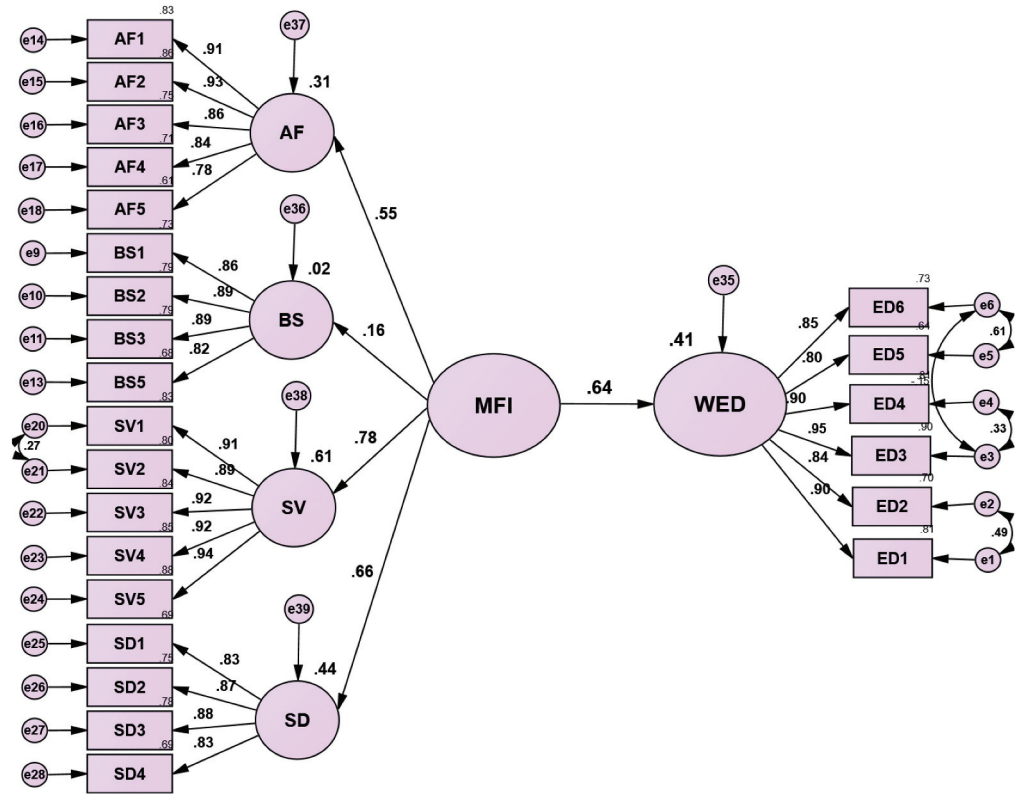 .83
e14 AF1 .91 e37
.86
e15 AF2 .93 .31
.75
e16 AF3 .86 AF
.71
e17 AF4 .84
.61
e18 AF5 .78
.73
.55
e36
e9 BS1 .86
.79
e10 BS2 .89 .02
.79
e11 BS3 .89 BS
.68
e13 BS5 .82
.83
.16
e38
e20 SV1 .91
.27
.80
e21 SV2 .89 .61
.84
e22 SV3 .92 SV
.85
e23 SV4 .92
.88
e24 SV5 .94
.69
.78
.66
e39
e25 SD1 .83
.75
e26 SD2 .87 .44
.78
e27 SD3 .88 SD
.69
e28 SD4 .83
MFI
.64
e35
.41
WED
.73
.85 ED6 e6
.64
.61
.80 ED5 e5
.81
-.15
.90 ED4 e4
.33
.90
.95 ED3 e3
.70
.84 ED2 e2
.49
.81
.90 ED1 e1